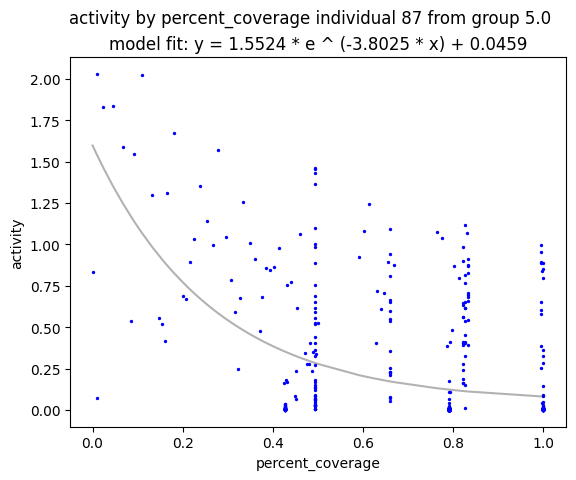 activity by percent_coverage individual 87 from group 5.0
model fit: y = 1.5524 * e ^ (-3.8025 * x) + 0.0459
2.00
1.75
1.50
1.25
1.00
0.75
0.50
0.25
0.00
activity
0.0 0.2 0.4 0.6 0.8 1.0
percent_coverage